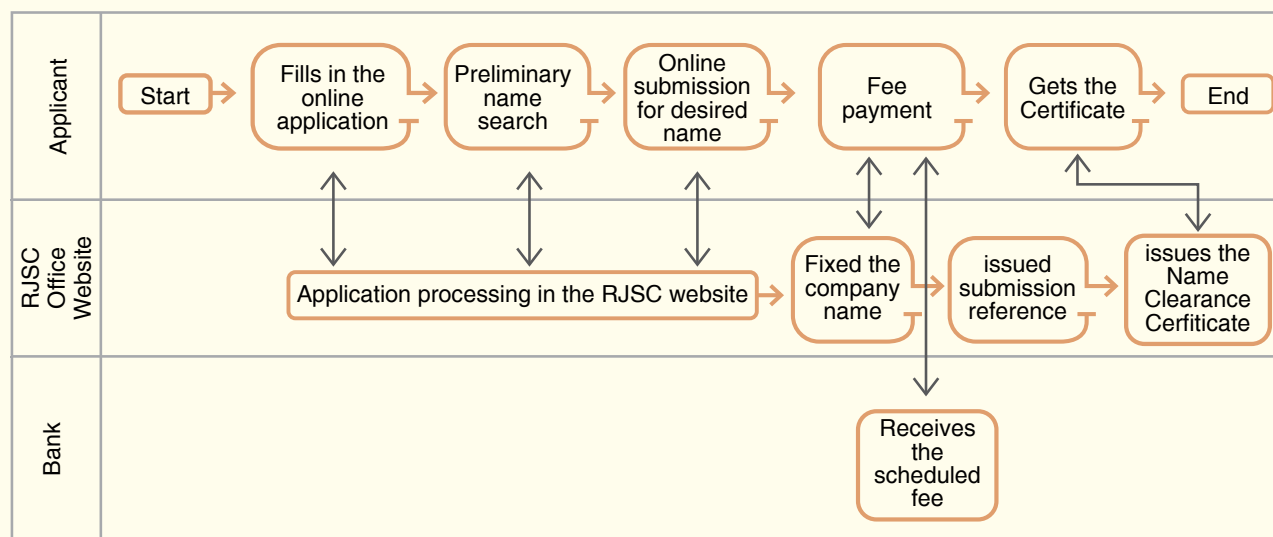 Applicant
Start
Fills in the
online
application
Preliminary
name
search
Online
submission
for desired
name
Fee
payment
Gets the
Certificate
End
RJSC
Office
Website
Application processing in the RJSC website
Fixed the
company
name
issued
submission
reference
issues the
Name
Clearance
Cerfiticate
Bank
Receives
the
scheduled
fee